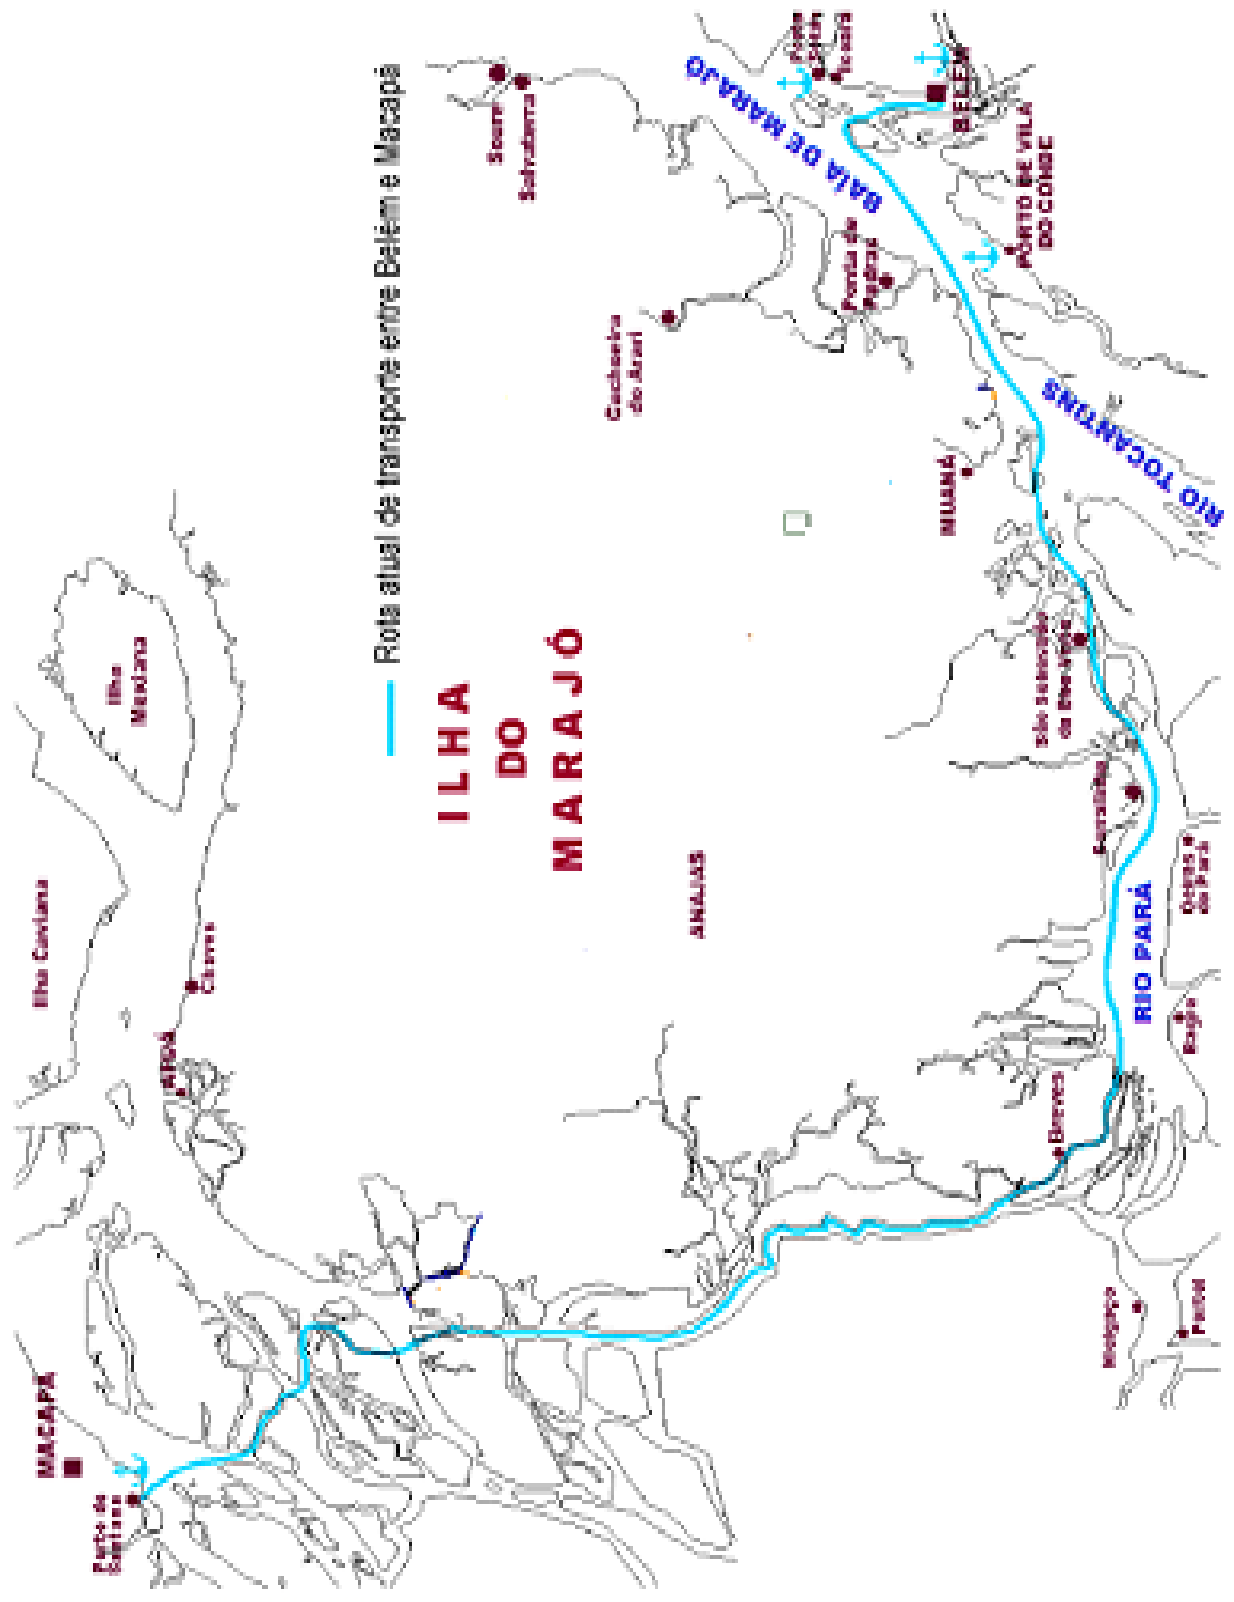 MACAPÁ
Porto de
Santana
Ilha Caviana
Ilha
Mexiana
AFUÁ
Chaves
Rota atual de transporte entre Belém e Macapá
ILHA
DO
MARAJÓ
Soure
Salvaterra
Cachoeira
do Arari
ANAJÁS
BAÍA DE MARAJÓ
Ponta de
Pedras
Icoaraci
BELÉM
PORTO DE VILA
DO CONDE
MUANÁ
RIO TOCANTINS
São Sebastião
da Boa Vista
Curralinho
Oeiras
do Pará
RIO PARÁ
Bagre
Breves
Melgaço
Portel